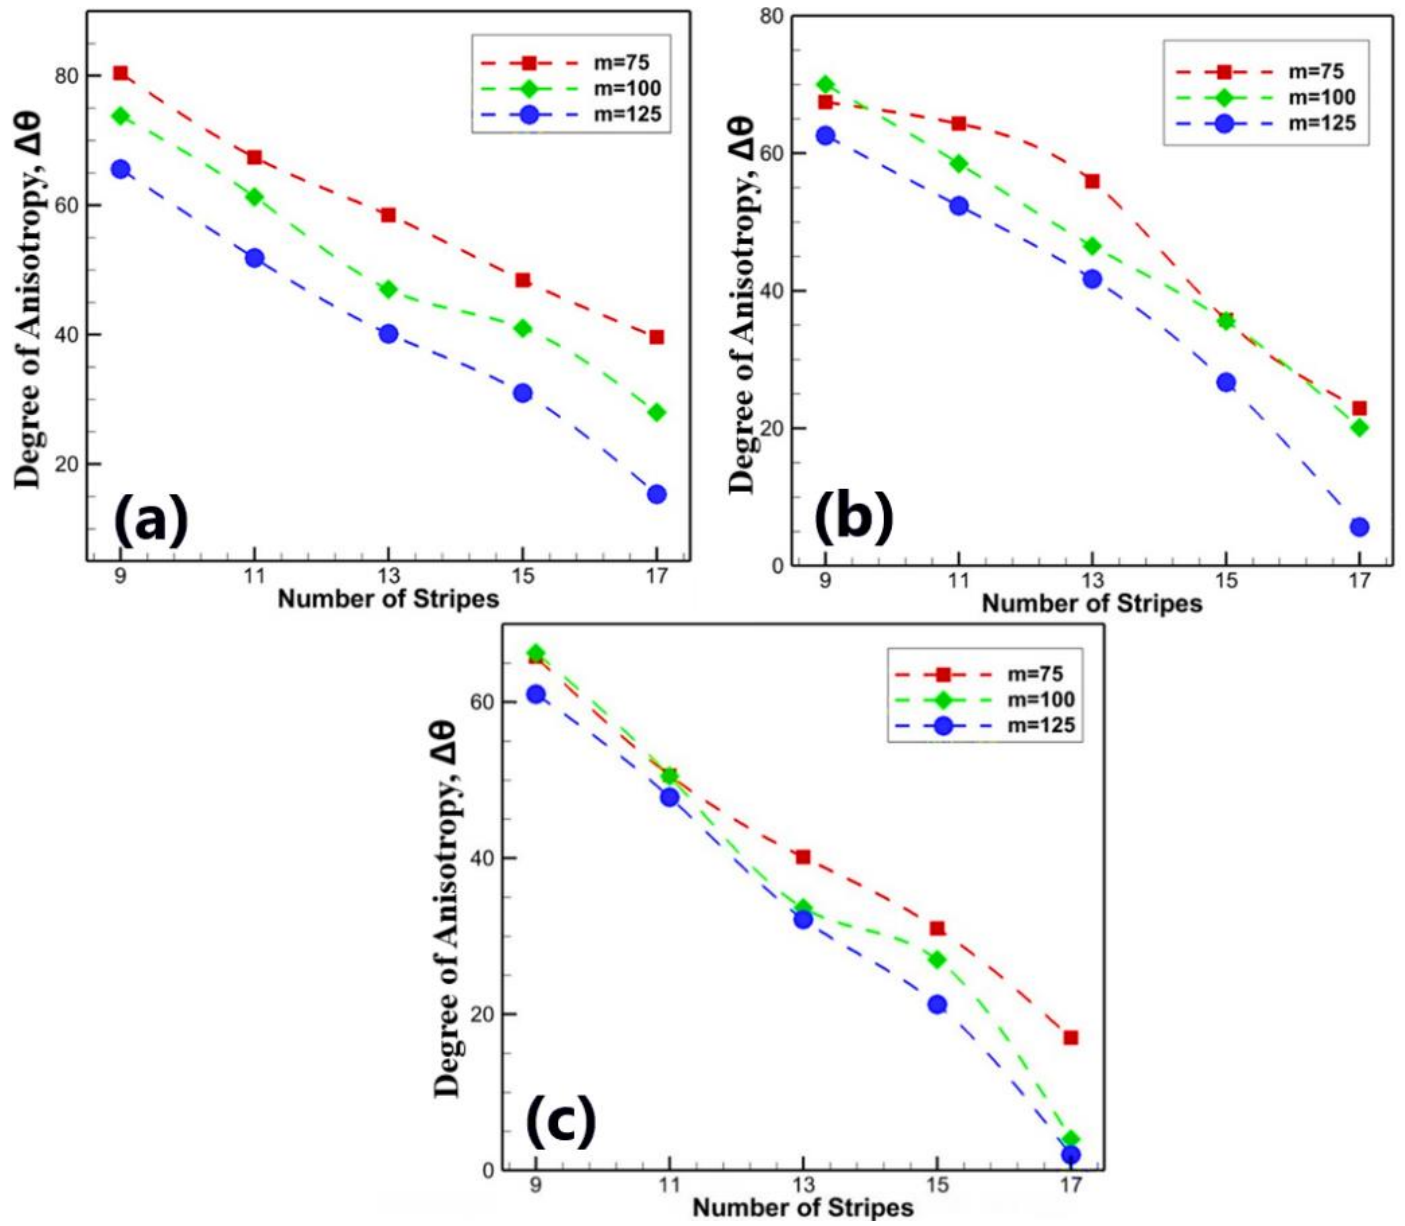 Degree of Anisotropy, Δθ
80
60
40
20
m=75
m=100
m=125
(a)
9 11 13 15 17
Number of Stripes
Degree of Anisotropy, Δθ
80
60
40
20
0
m=75
m=100
m=125
(b)
9 11 13 15 17
Number of Stripes
Degree of Anisotropy, Δθ
60
40
20
0
m=75
m=100
m=125
(c)
9 11 13 15 17
Number of Stripes